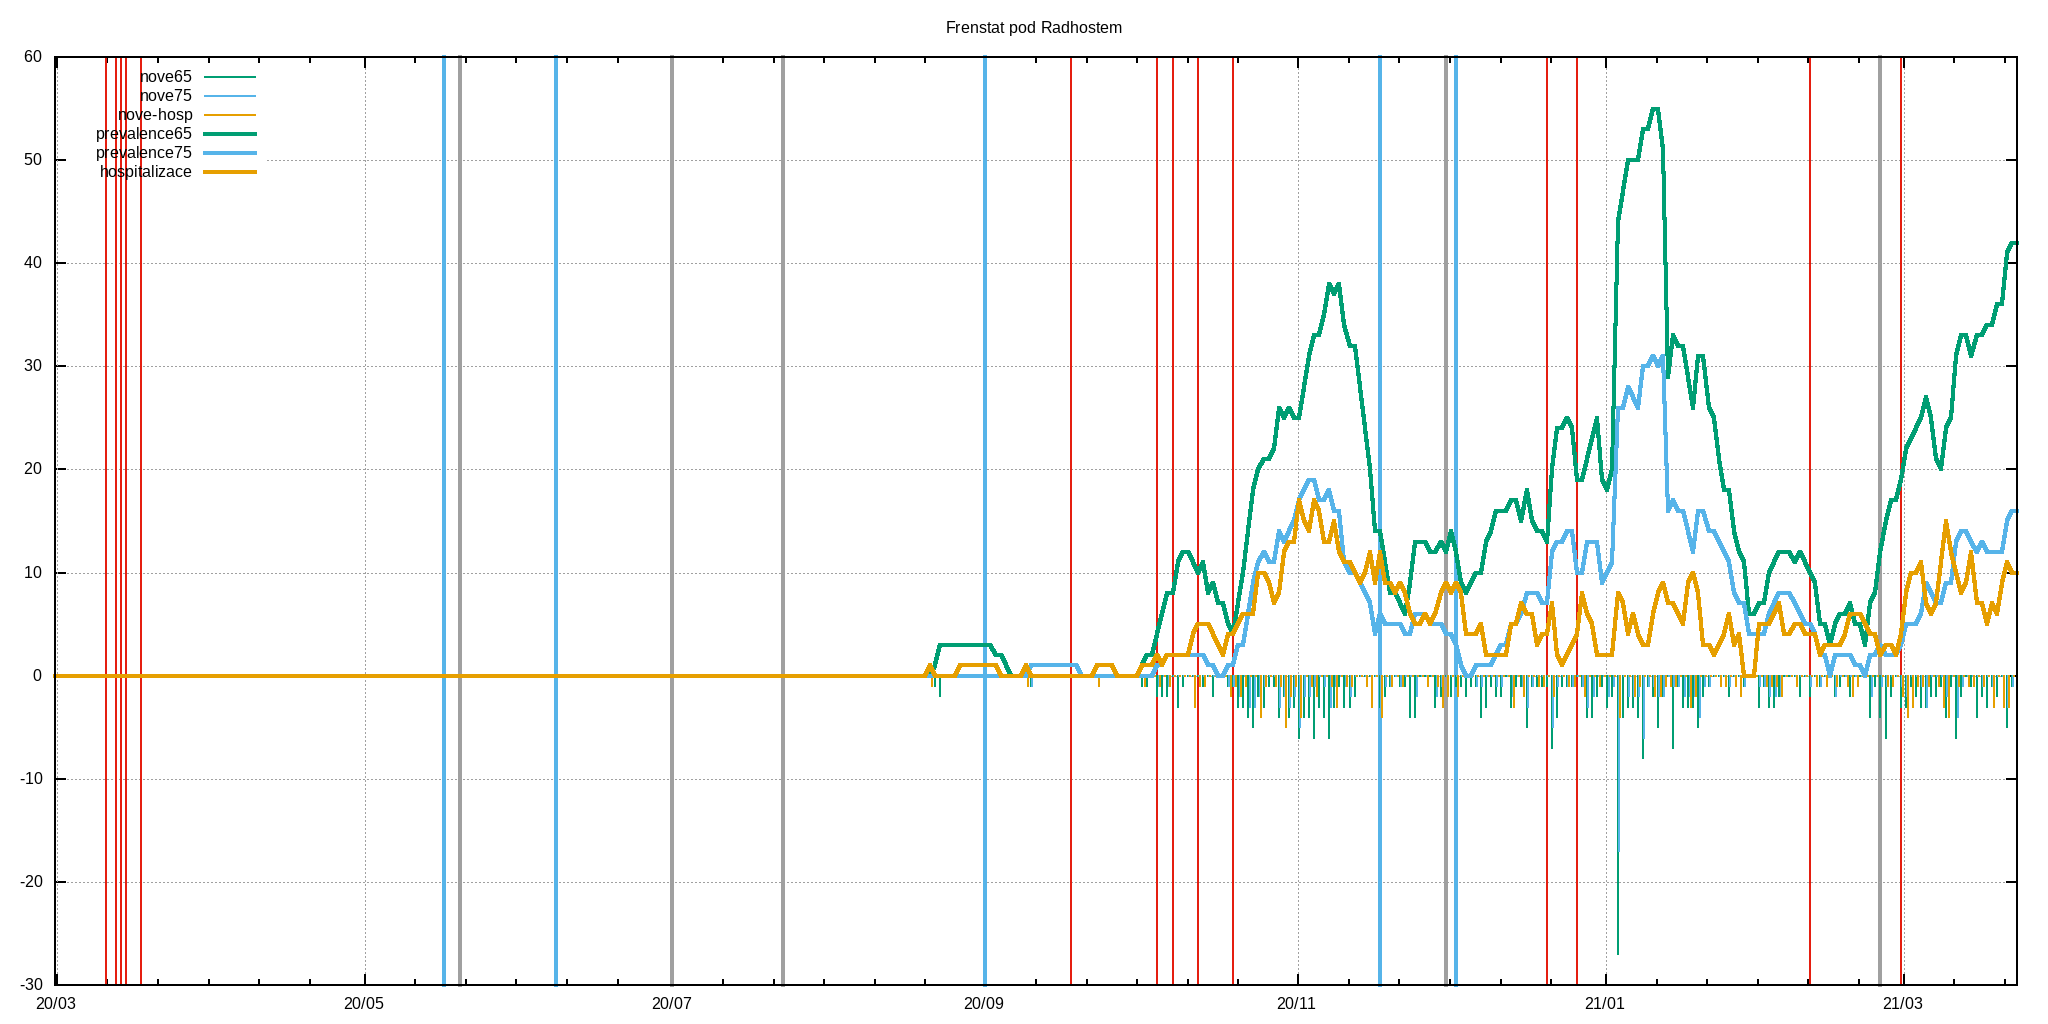 Frenstat pod Radhostem
60
50
40
30
20
10
0
-10
-20
-30
nove65
nove75
nove-hosp
prevalence65
prevalence75
hospitalizace
20/03 20/05 20/07 20/09 20/11 21/01 21/03